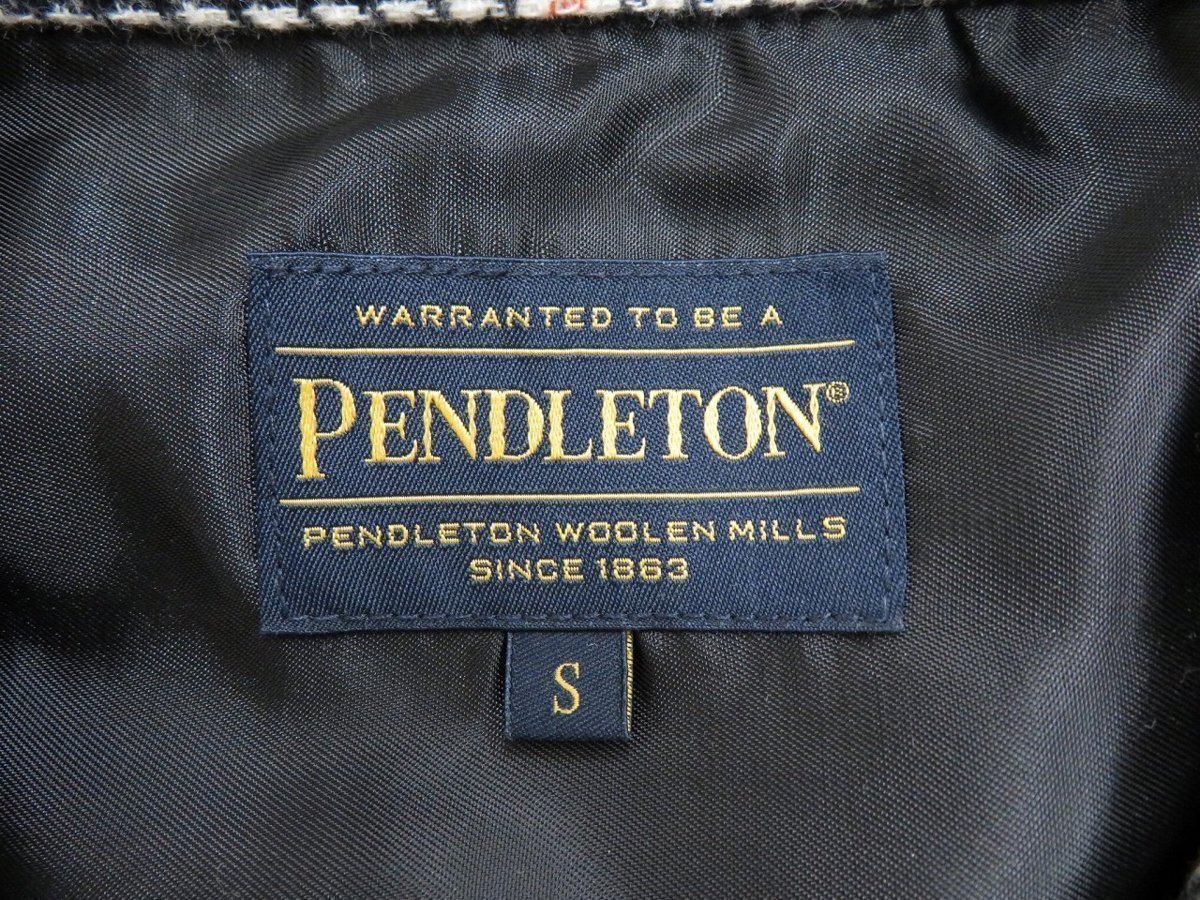 WARRANTED TO BE A
PENDLETON®
PENDLETON WOOLEN MILLS
SINCE 1863
S